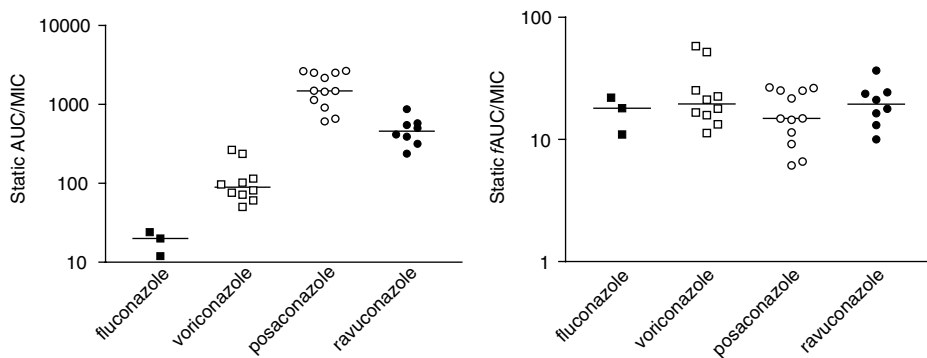 Static AUC/MIC
10000
1000
100
10
fluconazole
voriconazole
posaconazole
ravuconazole
Static fAUC/MIC
100
10
1
fluconazole
voriconazole
posaconazole
ravuconazole